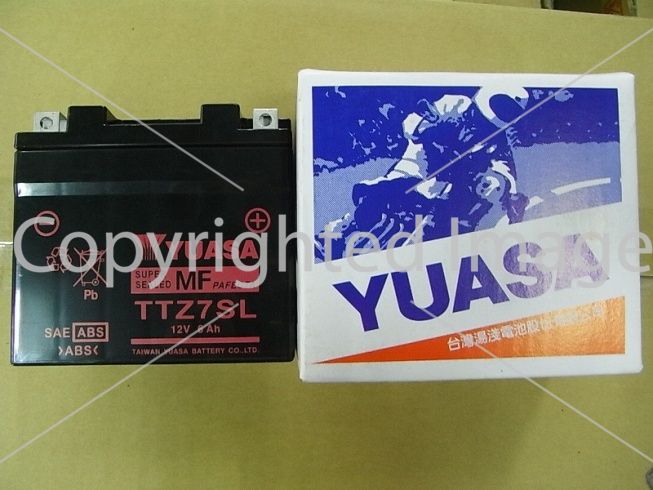 YUASA
SUPER MF PAFE
SEALED
TTZ7SL
12V 6Ah
TAIWAN YUASA BATTERY CO.,LTD.
Pb
SAE ABS
>ABS<
YUASA
台灣湯淺電池股份有限公司
Copyrighted Image